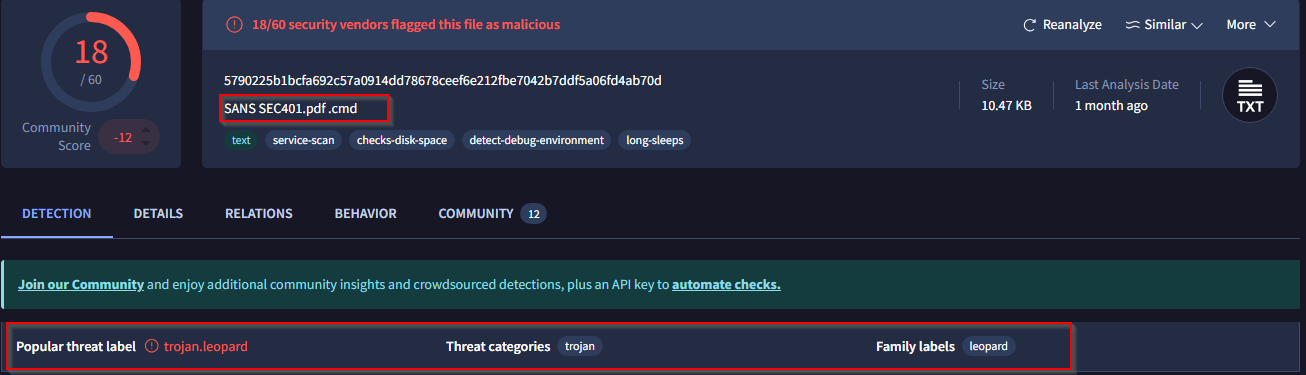 18
/ 60
Community
Score
-12
18/60 security vendors flagged this file as malicious
Reanalyze
Similar
More
5790225b1bcfa692c57a0914dd78678ceef6e212fbe7042b7ddf5a06fd4ab70d
SANS SEC401.pdf .cmd
text
service-scan
checks-disk-space
detect-debug-environment
long-sleeps
Size
10.47 KB
Last Analysis Date
1 month ago
TXT
DETECTION
DETAILS
RELATIONS
BEHAVIOR
COMMUNITY 12
Join our Community and enjoy additional community insights and crowdsourced detections, plus an API key to automate checks.
Popular threat label trojan.leopard
Threat categories trojan
Family labels leopard